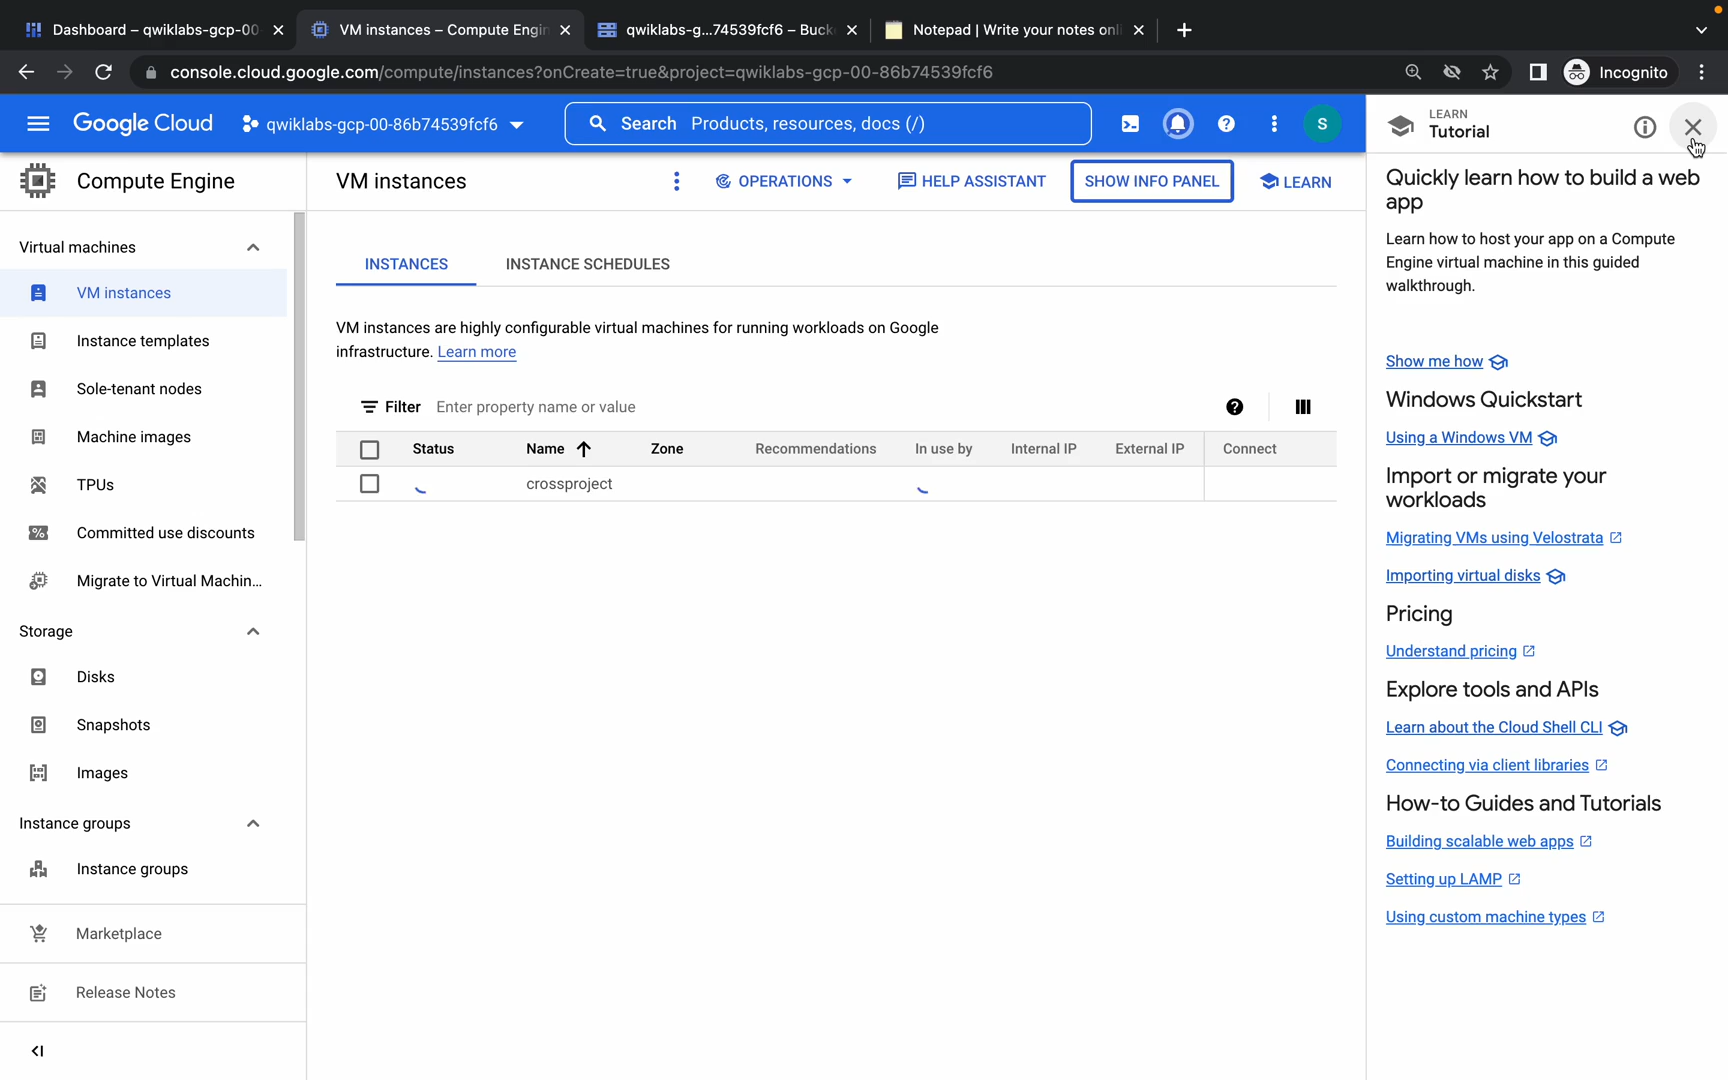 Dashboard – qwiklabs-gcp-00
VM instances – Compute Engin
qwiklabs-g...74539fcf6 – Buck
Notepad | Write your notes onli
console.cloud.google.com/compute/instances?onCreate=true&project=qwiklabs-gcp-00-86b74539fcf6
Incognito
Google Cloud
qwiklabs-gcp-00-86b74539fcf6
Search Products, resources, docs (/)
S
LEARN
Tutorial
Compute Engine
VM instances
OPERATIONS
HELP ASSISTANT
SHOW INFO PANEL
LEARN
Virtual machines
VM instances
Instance templates
Sole-tenant nodes
Machine images
TPUs
Committed use discounts
Migrate to Virtual Machin...
Storage
Disks
Snapshots
Images
Instance groups
Instance groups
Marketplace
Release Notes
INSTANCES
INSTANCE SCHEDULES
VM instances are highly configurable virtual machines for running workloads on Google
infrastructure. Learn more
Filter Enter property name or value
Status Name Zone Recommendations In use by Internal IP External IP Connect
crossproject
Quickly learn how to build a web
app
Learn how to host your app on a Compute
Engine virtual machine in this guided
walkthrough.
Show me how
Windows Quickstart
Using a Windows VM
Import or migrate your
workloads
Migrating VMs using Velostrata
Importing virtual disks
Pricing
Understand pricing
Explore tools and APIs
Learn about the Cloud Shell CLI
Connecting via client libraries
How-to Guides and Tutorials
Building scalable web apps
Setting up LAMP
Using custom machine types